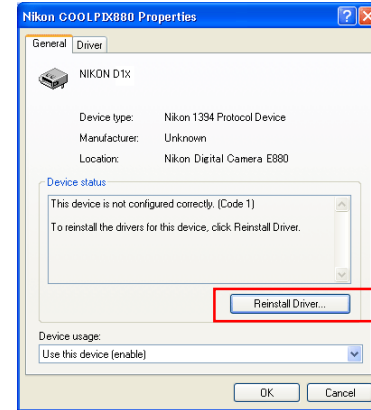 Nikon COOLPIX880 Properties
General Driver
NIKON D1X
Device type: Nikon 1394 Protocol Device
Manufacturer: Unknown
Location: Nikon Digital Camera E880
Device status
This device is not configured correctly. (Code 1)
To reinstall the drivers for this device, click Reinstall Driver.
Reinstall Driver...
Device usage:
Use this device (enable)
OK Cancel